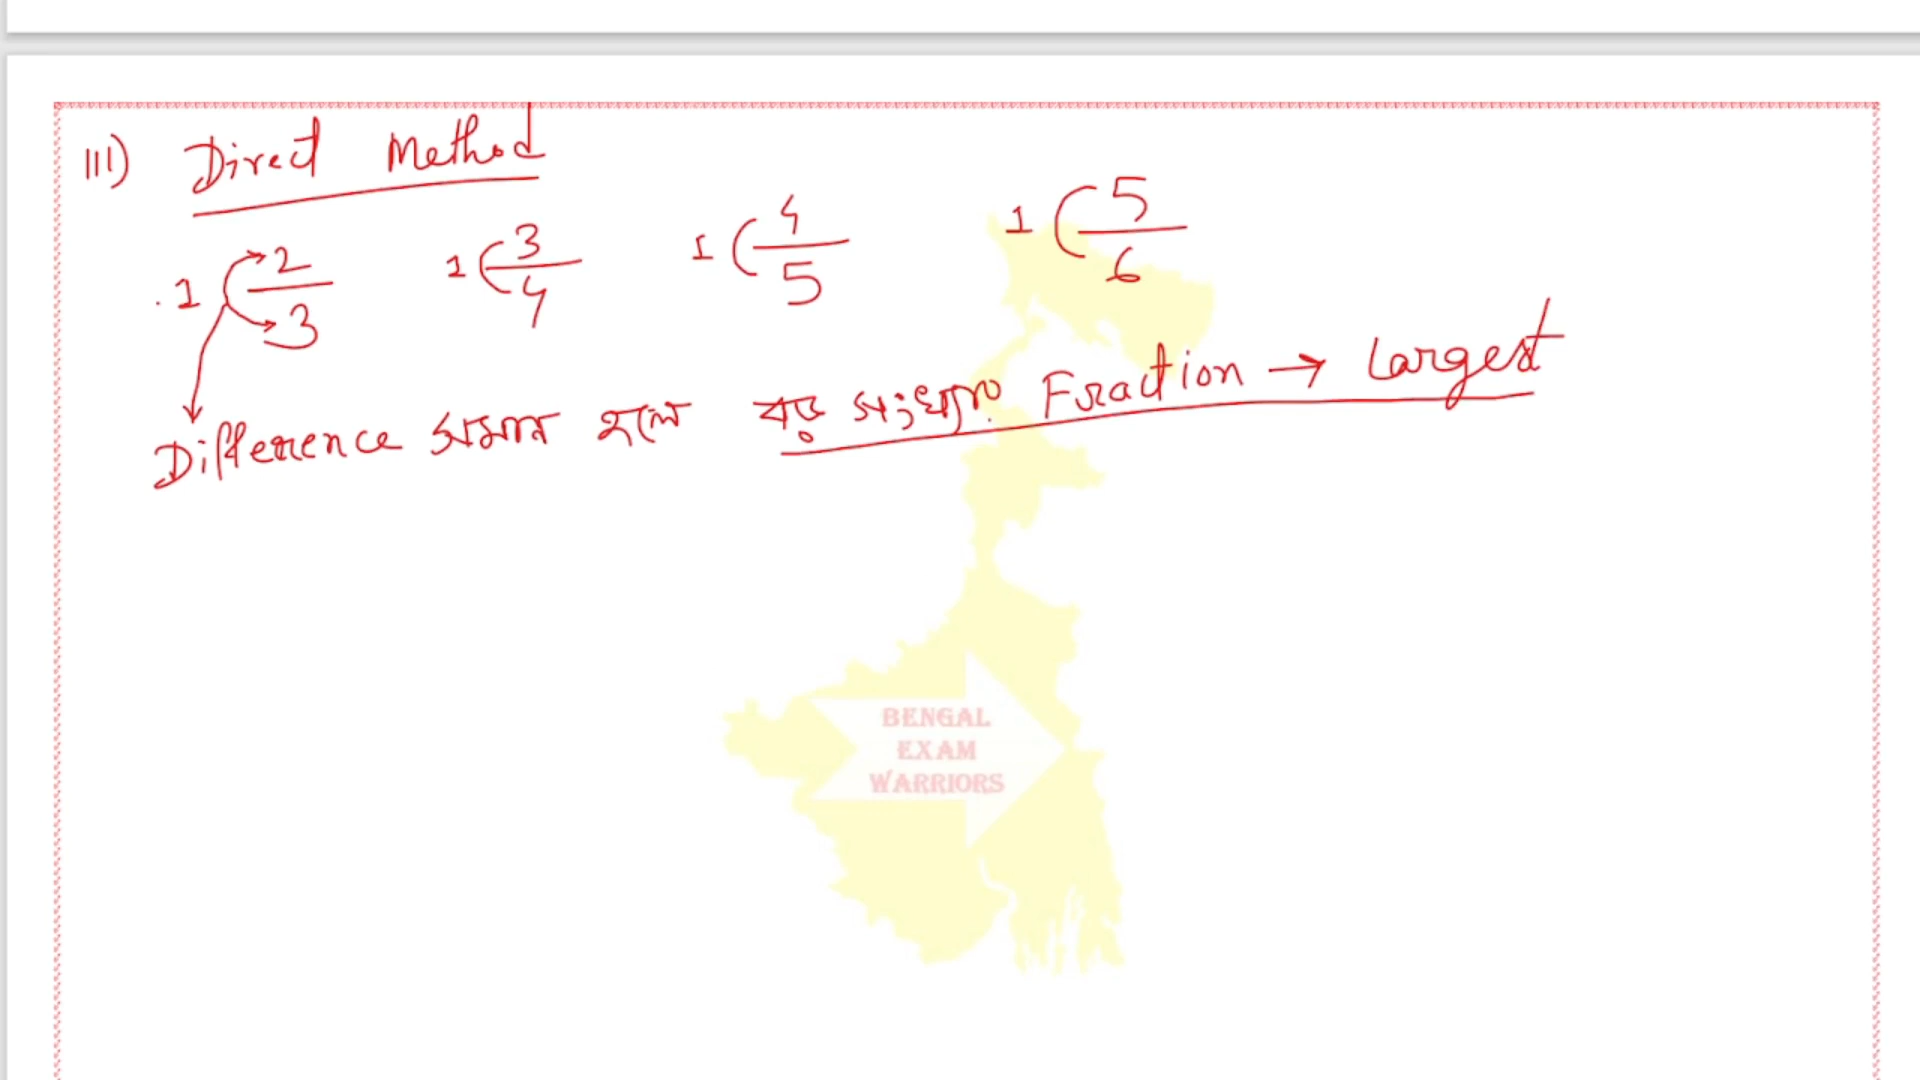 III) Direct Method
1 ( 2/3 1 ( 3/4 1 ( 4/5 1 ( 5/6
Difference সমান হলে বড় সংখ্যার Fraction → Largest
BENGAL
EXAM
WARRIORS